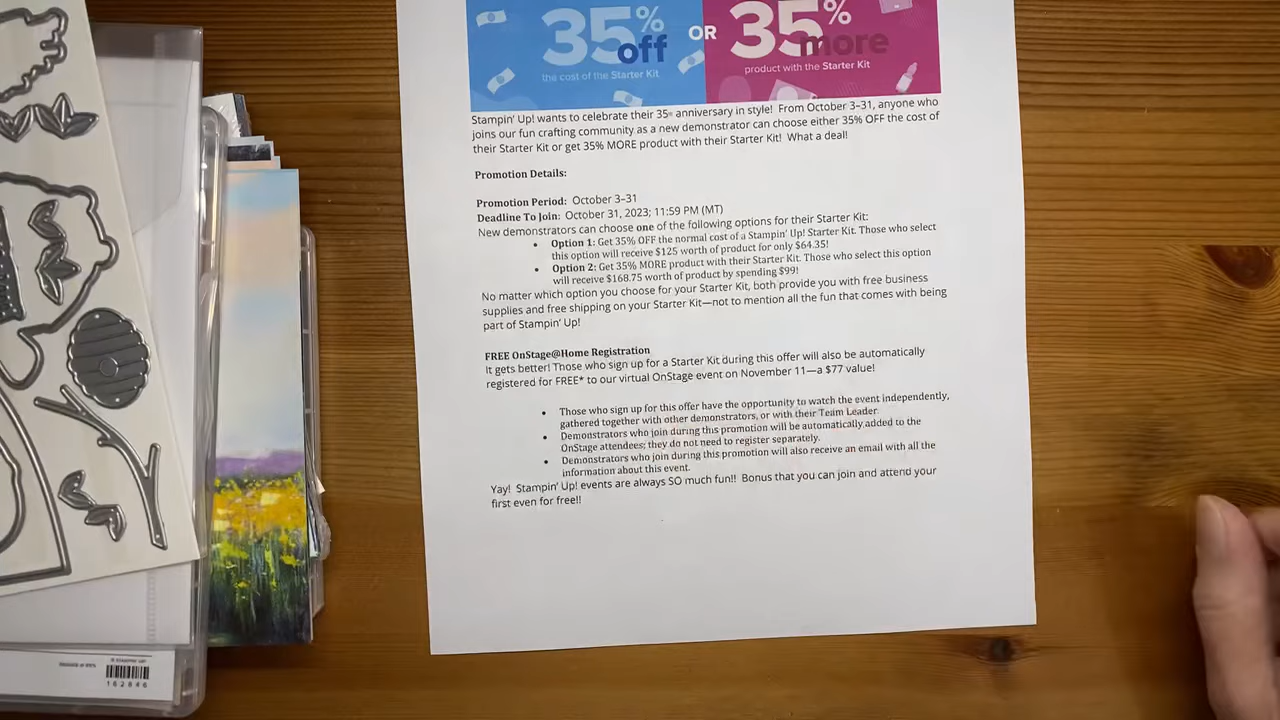 35% off
the cost of the Starter Kit
OR
35% more
product with the Starter Kit
Stampin' Up! wants to celebrate their 35th anniversary in style! From October 3–31, anyone who
joins our fun crafting community as a new demonstrator can choose either 35% OFF the cost of
their Starter Kit or get 35% MORE product with their Starter Kit! What a deal!
Promotion Details:
Promotion Period: October 3–31
Deadline To Join: October 31, 2023; 11:59 PM (MT)
New demonstrators can choose one of the following options for their Starter Kit:
• Option 1: Get 35% OFF the normal cost of a Stampin' Up! Starter Kit. Those who select
this option will receive $125 worth of product for only $64.35!
• Option 2: Get 35% MORE product with their Starter Kit. Those who select this option
will receive $168.75 worth of product by spending $99!
No matter which option you choose for your Starter Kit, both provide you with free business
supplies and free shipping on your Starter Kit—not to mention all the fun that comes with being
part of Stampin' Up!
FREE OnStage@Home Registration
It gets better! Those who sign up for a Starter Kit during this offer will also be automatically
registered for FREE* to our virtual OnStage event on November 11—a $77 value!
• Those who sign up for this offer have the opportunity to watch the event independently,
gathered together with other demonstrators, or with their Team Leader.
• Demonstrators who join during this promotion will be automatically added to the
OnStage attendees; they do not need to register separately.
• Demonstrators who join during this promotion will also receive an email with all the
information about this event.
Yay! Stampin' Up! events are always SO much fun!! Bonus that you can join and attend your
first even for free!!
162846